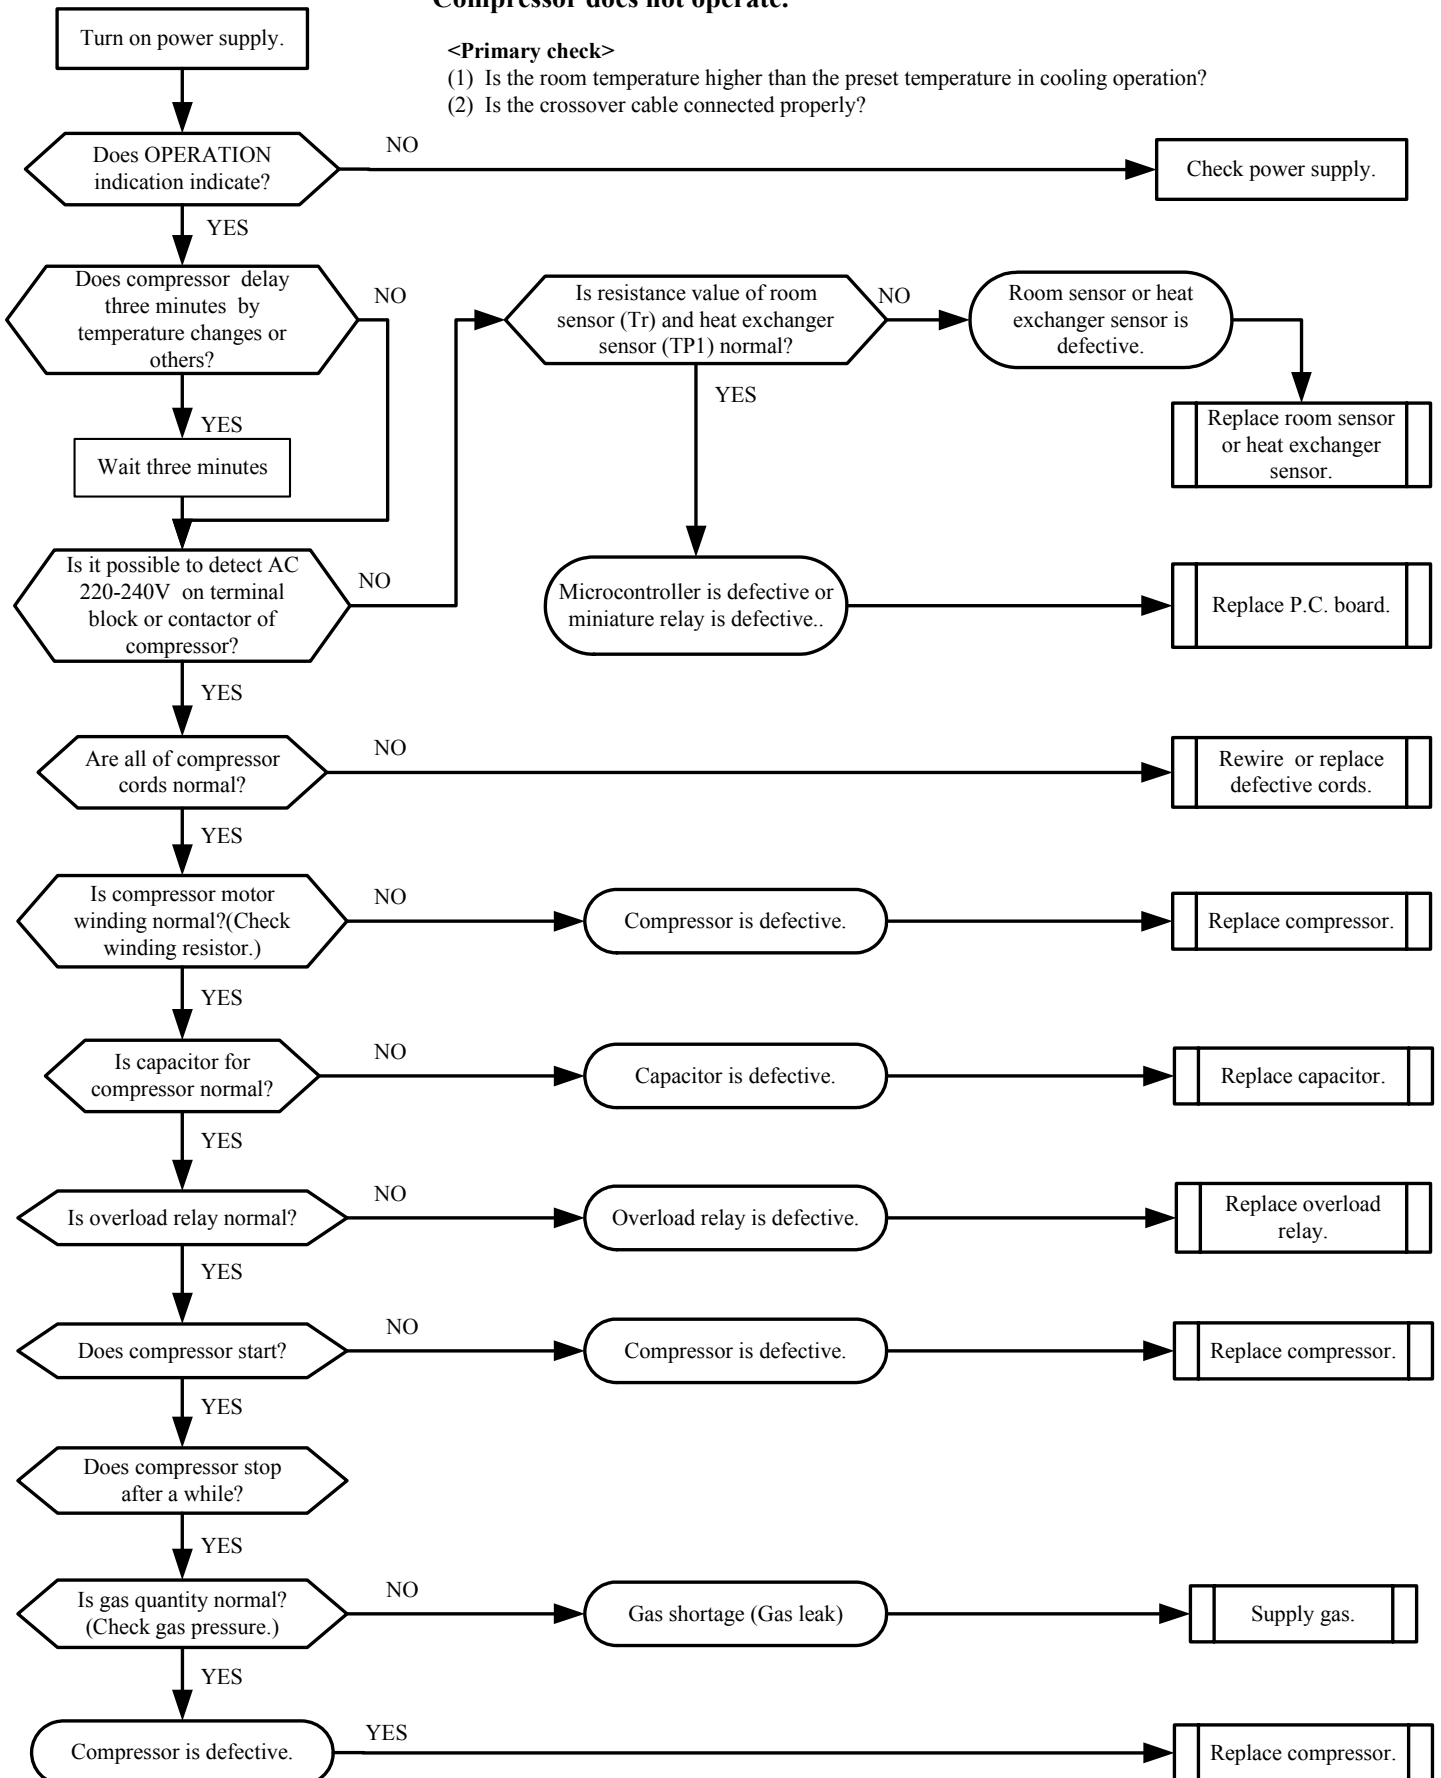 Compressor does not operate.
Turn on power supply.
<Primary check>
(1) Is the room temperature higher than the preset temperature in cooling operation?
(2) Is the crossover cable connected properly?
Does OPERATION
indication indicate?
NO
Check power supply.
YES
Does compressor delay
three minutes by
temperature changes or
others?
NO
Is resistance value of room
sensor (Tr) and heat exchanger
sensor (TP1) normal?
NO
Room sensor or heat
exchanger sensor is
defective.
YES
YES
Replace room sensor
or heat exchanger
sensor.
Wait three minutes
Is it possible to detect AC
220-240V on terminal
block or contactor of
compressor?
NO
Microcontroller is defective or
miniature relay is defective..
Replace P.C. board.
YES
Are all of compressor
cords normal?
NO
Rewire or replace
defective cords.
YES
Is compressor motor
winding normal?(Check
winding resistor.)
NO
Compressor is defective.
Replace compressor.
YES
Is capacitor for
compressor normal?
NO
Capacitor is defective.
Replace capacitor.
YES
Is overload relay normal?
NO
Overload relay is defective.
Replace overload
relay.
YES
Does compressor start?
NO
Compressor is defective.
Replace compressor.
YES
Does compressor stop
after a while?
YES
Is gas quantity normal?
(Check gas pressure.)
NO
Gas shortage (Gas leak)
Supply gas.
YES
Compressor is defective.
YES
Replace compressor.